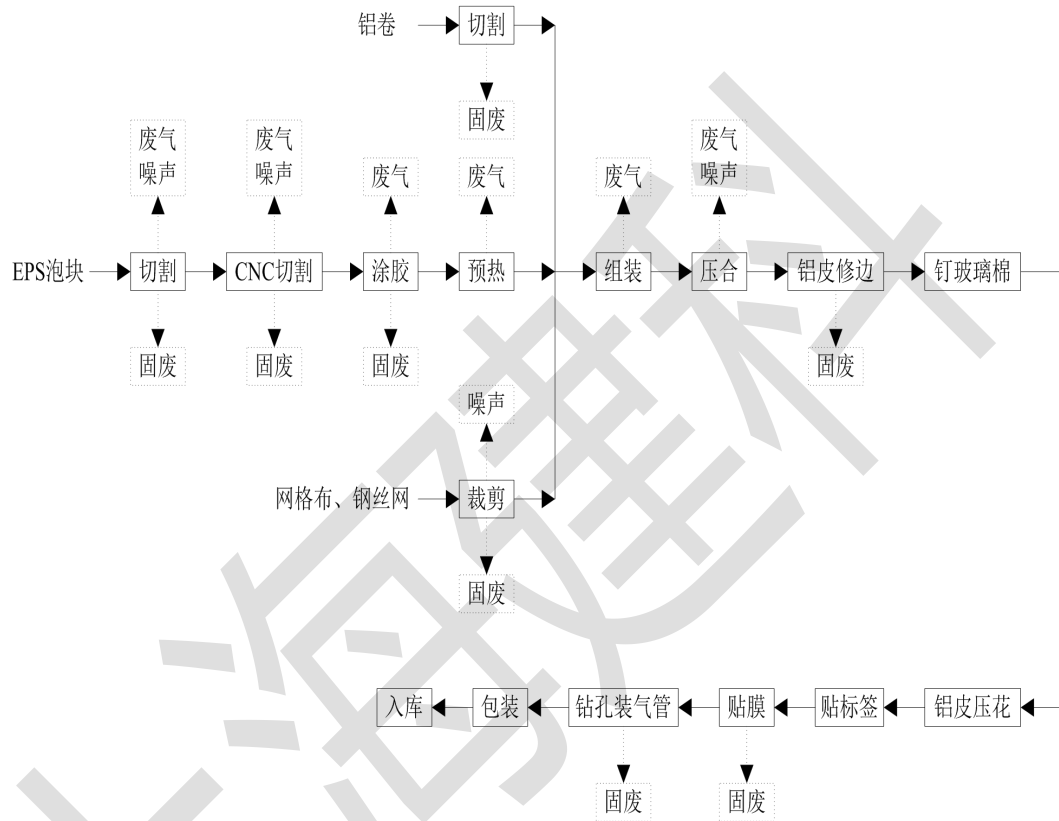 铝卷
切割
固废
废气
噪声
废气
噪声
废气
废气
废气
废气
噪声
EPS泡块
切割
CNC切割
涂胶
预热
组装
压合
铝皮修边
钉玻璃棉
固废
固废
固废
固废
噪声
网格布、钢丝网
裁剪
固废
入库
包装
钻孔装气管
贴膜
贴标签
铝皮压花
固废
固废
上海建科